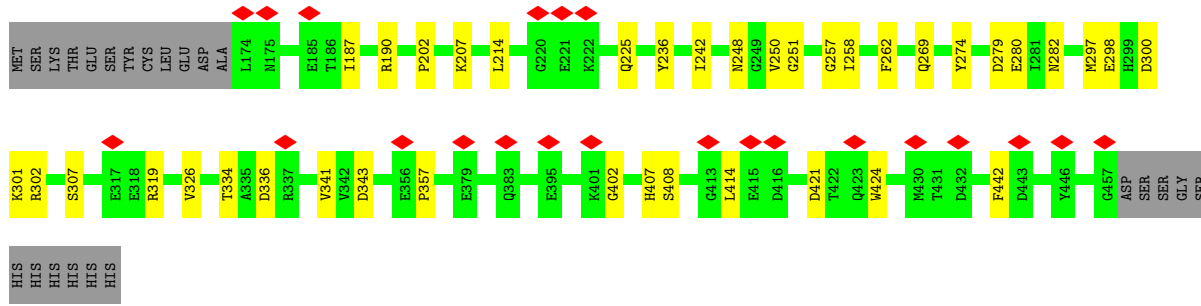 MET SER LYS THR GLU SER TYR CYS LEU GLU ASP ALA L174 N175 E185 T186 I187 R190 P202 K207 L214 G220 E221 K222 Q225 Y236 I242 N248 G249 V250 G251 G257 I258 F262 Q269 Y274 D279 E280 I281 N282 M297 E298 H299 D300
K301 R302 S307 E317 E318 R319 V326 T334 A335 D336 R337 V341 V342 D343 E356 P357 E379 Q383 E395 K401 G402 H407 S408 G413 L414 E415 D416 D421 T422 Q423 W424 M430 T431 D432 F442 D443 Y446 G457 ASP SER SER GLY SER
HIS HIS HIS HIS HIS HIS